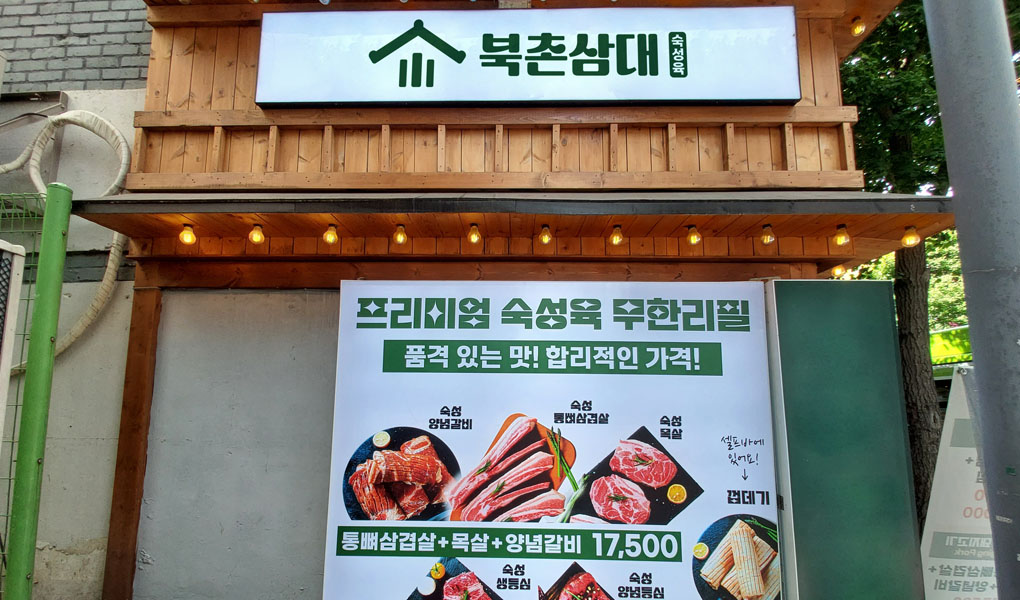 북촌삼대 숙성육
프리미엄 숙성육 무한리필
품격 있는 맛! 합리적인 가격!
숙성
양념갈비
숙성
통뼈삼겹살
숙성
목살
셀프바에
있어요!
껍데기
통뼈삼겹살+목살+양념갈비 17,500
숙성
생등심
숙성
양념등심